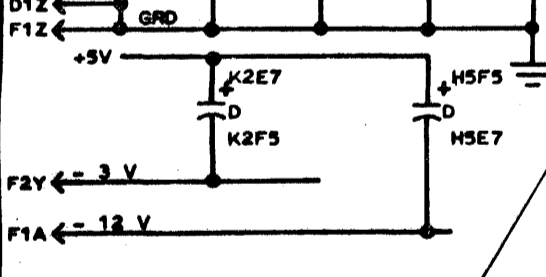 D1Z
F1Z GRD
+5V
+ K2E7 + H5F5
D D
K2F5 H5E7
F2Y - 3 V
F1A - 12 V